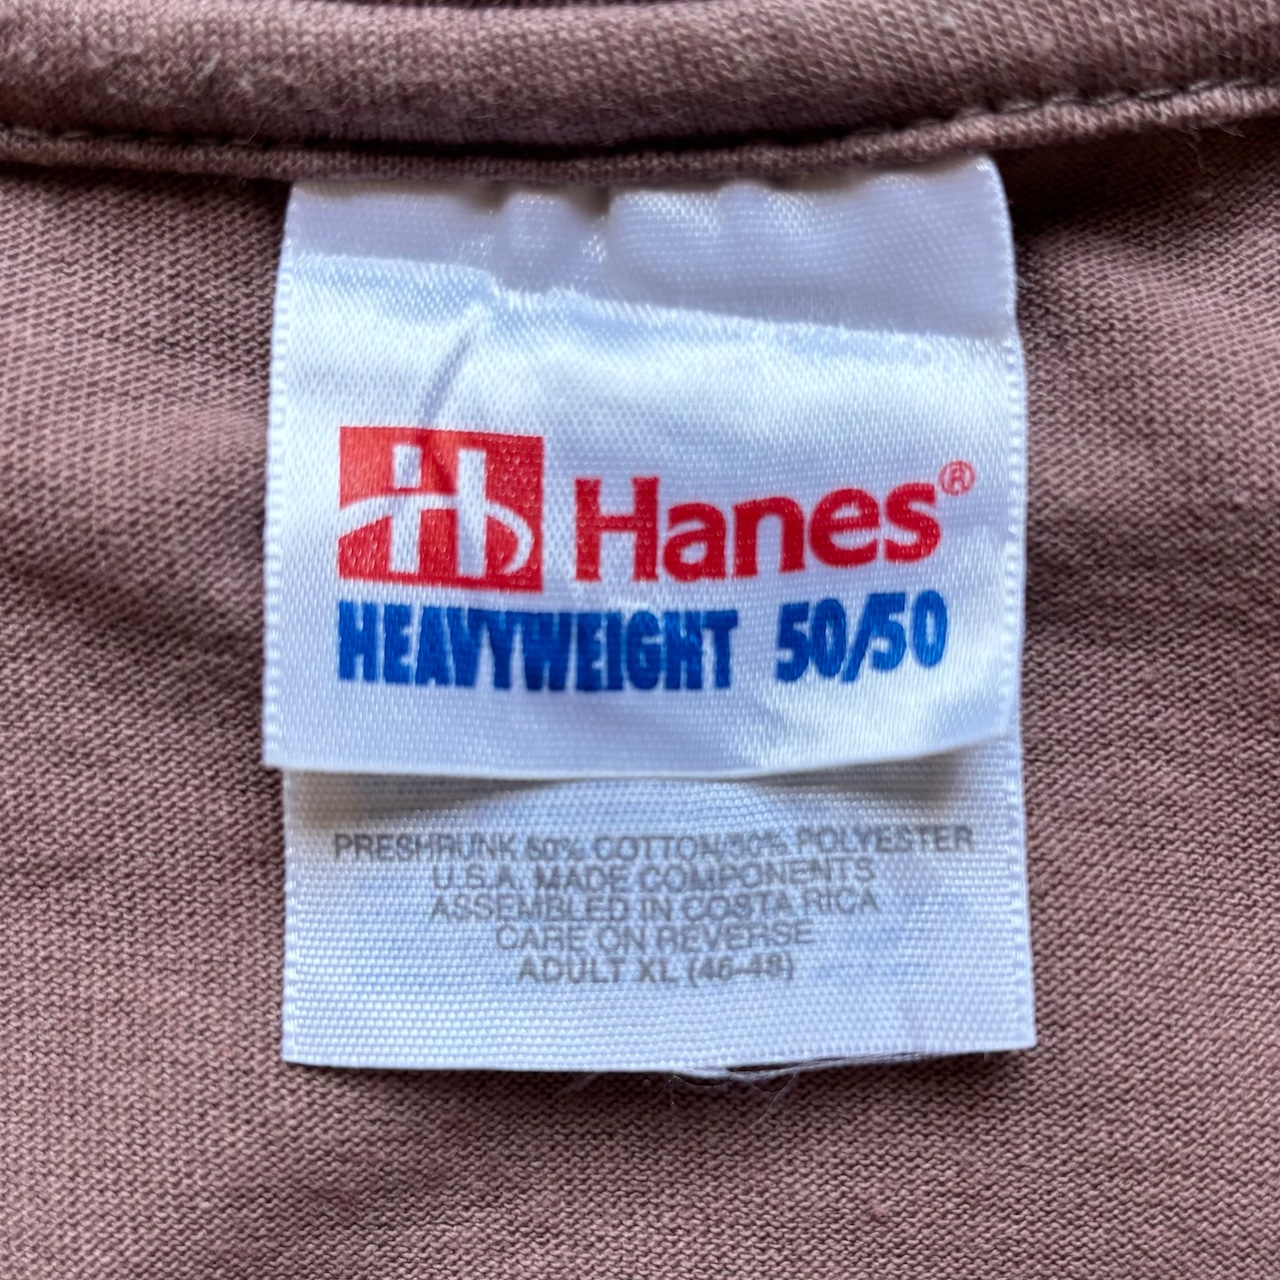 H Hanes®
HEAVYWEIGHT 50/50
PRESHRUNK 50% COTTON/50% POLYESTER
U.S.A. MADE COMPONENTS
ASSEMBLED IN COSTA RICA
CARE ON REVERSE
ADULT XL (46-48)